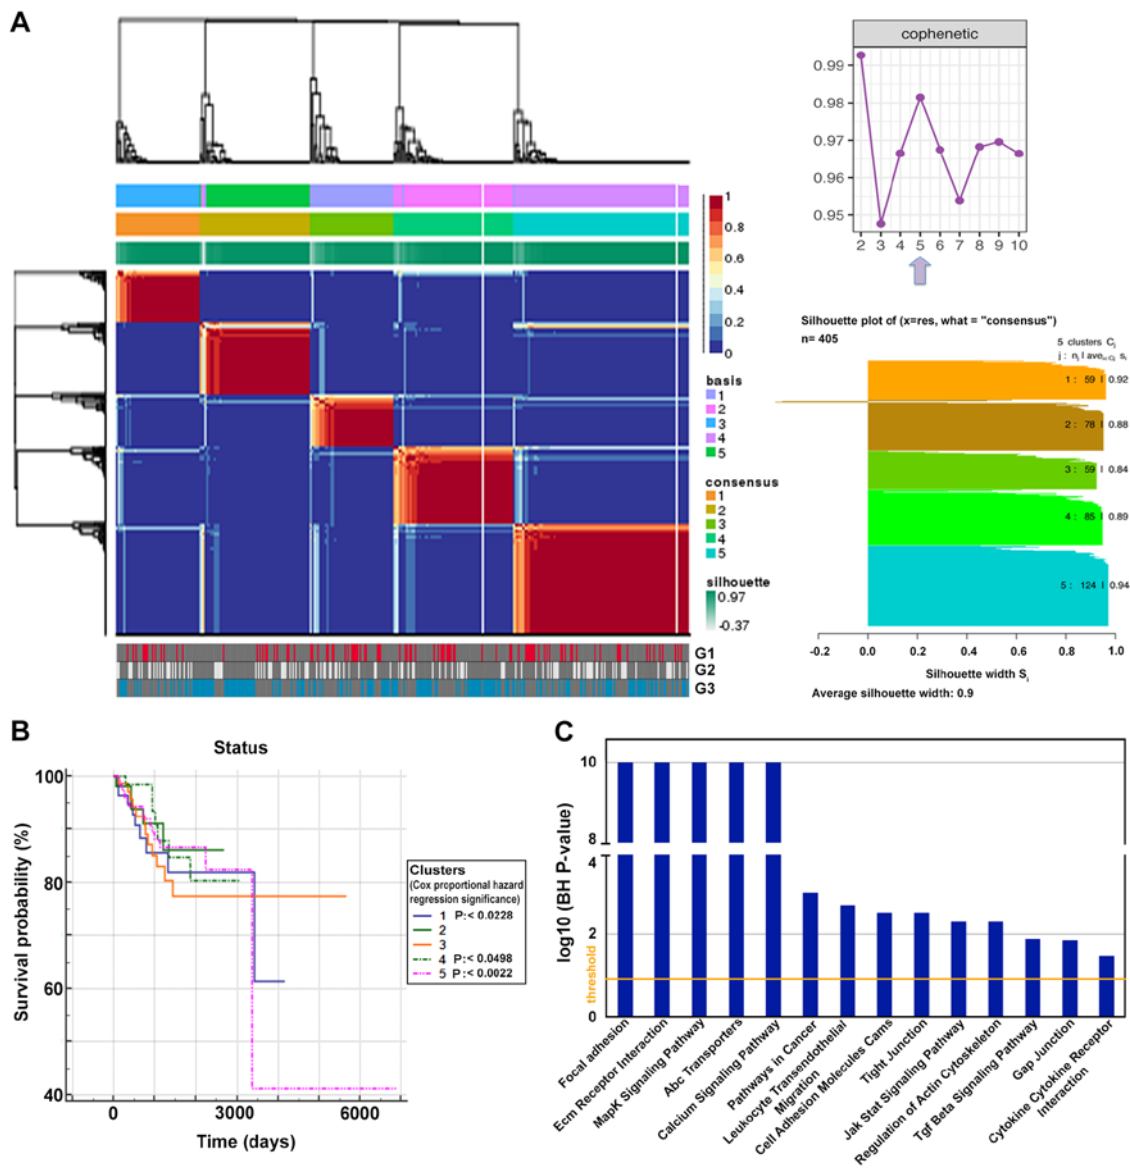 A
cophenetic
0.99
0.98
0.97
0.96
0.95
2 3 4 5 6 7 8 9 10
1
0.8
0.6
0.4
0.2
0
basis
1
2
3
4
5
consensus
1
2
3
4
5
silhouette
0.97
-0.37
G1
G2
G3
Silhouette plot of (x=res, what = "consensus")
n= 405
5 clusters Cj
1 : 59 I 0.92
2 : 78 I 0.88
3 : 59 I 0.84
4 : 85 I 0.89
5 : 124 I 0.94
-0.2 0.0 0.2 0.4 0.6 0.8 1.0
Silhouette width Si
Average silhouette width: 0.9
B
Status
Survival probability (%)
100
80
60
40
0 3000 6000
Time (days)
Clusters
(Cox proportional hazard
regression significance)
1 P:< 0.0228
2
3
4 P:< 0.0498
5 P:< 0.0022
C
log10 (BH P-value)
threshold
10
8
4
2
0
Focal adhesion
Ecm Receptor Interaction
MapK Signaling Pathway
Abc Transporters
Calcium Signaling Pathway
Pathways in Cancer
Leukocyte Transendothelial
Migration
Cell Adhesion Molecules Cams
Tight Junction
Jak Stat Signaling Pathway
Regulation of Actin Cytoskeleton
Tgf Beta Signaling Pathway
Gap Junction
Cytokine Cytokine Receptor
Interaction